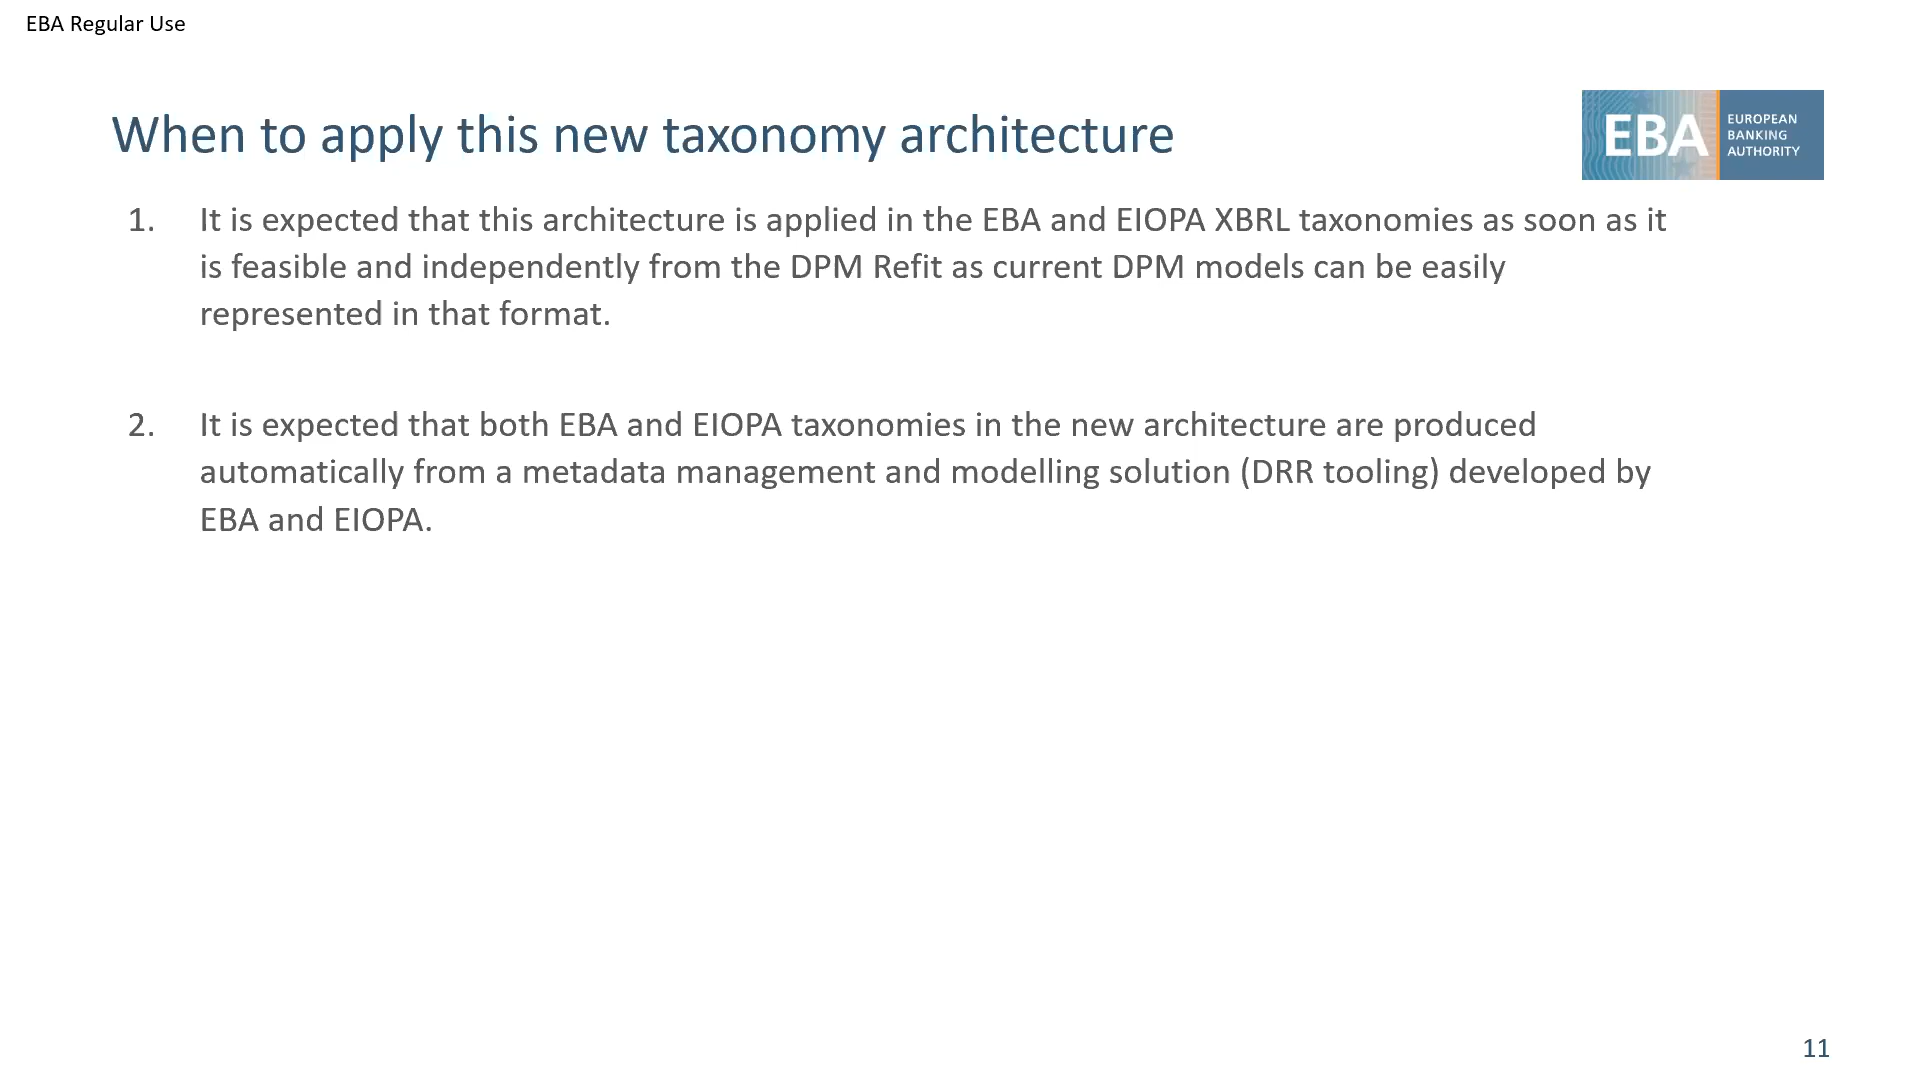 EBA Regular Use
When to apply this new taxonomy architecture
EBA
EUROPEAN
BANKING
AUTHORITY
1. It is expected that this architecture is applied in the EBA and EIOPA XBRL taxonomies as soon as it
is feasible and independently from the DPM Refit as current DPM models can be easily
represented in that format.
2. It is expected that both EBA and EIOPA taxonomies in the new architecture are produced
automatically from a metadata management and modelling solution (DRR tooling) developed by
EBA and EIOPA.
11